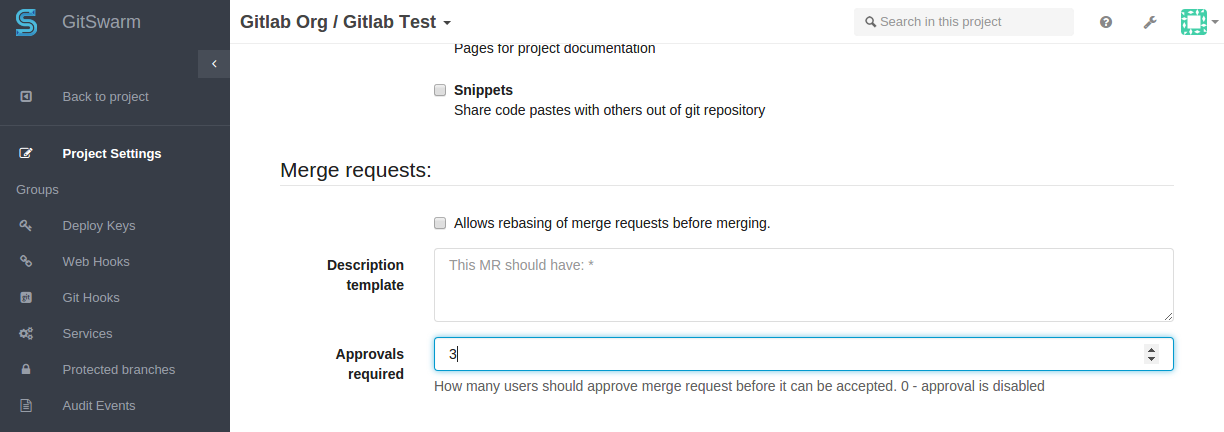 GitSwarm
Gitlab Org / Gitlab Test
Search in this project
Back to project
Project Settings
Groups
Deploy Keys
Web Hooks
Git Hooks
Services
Protected branches
Audit Events
Pages for project documentation
Snippets
Share code pastes with others out of git repository
Merge requests:
Allows rebasing of merge requests before merging.
Description
template
This MR should have: *
Approvals
required
3
How many users should approve merge request before it can be accepted. 0 - approval is disabled